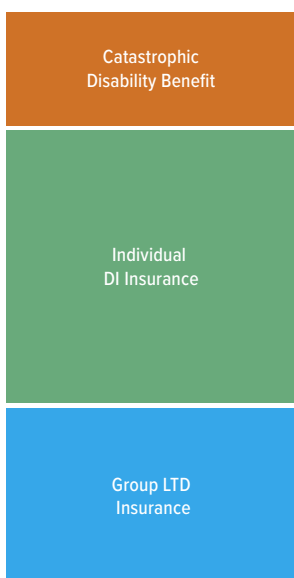 Catastrophic
Disability Benefit
Individual
DI Insurance
Group LTD
Insurance